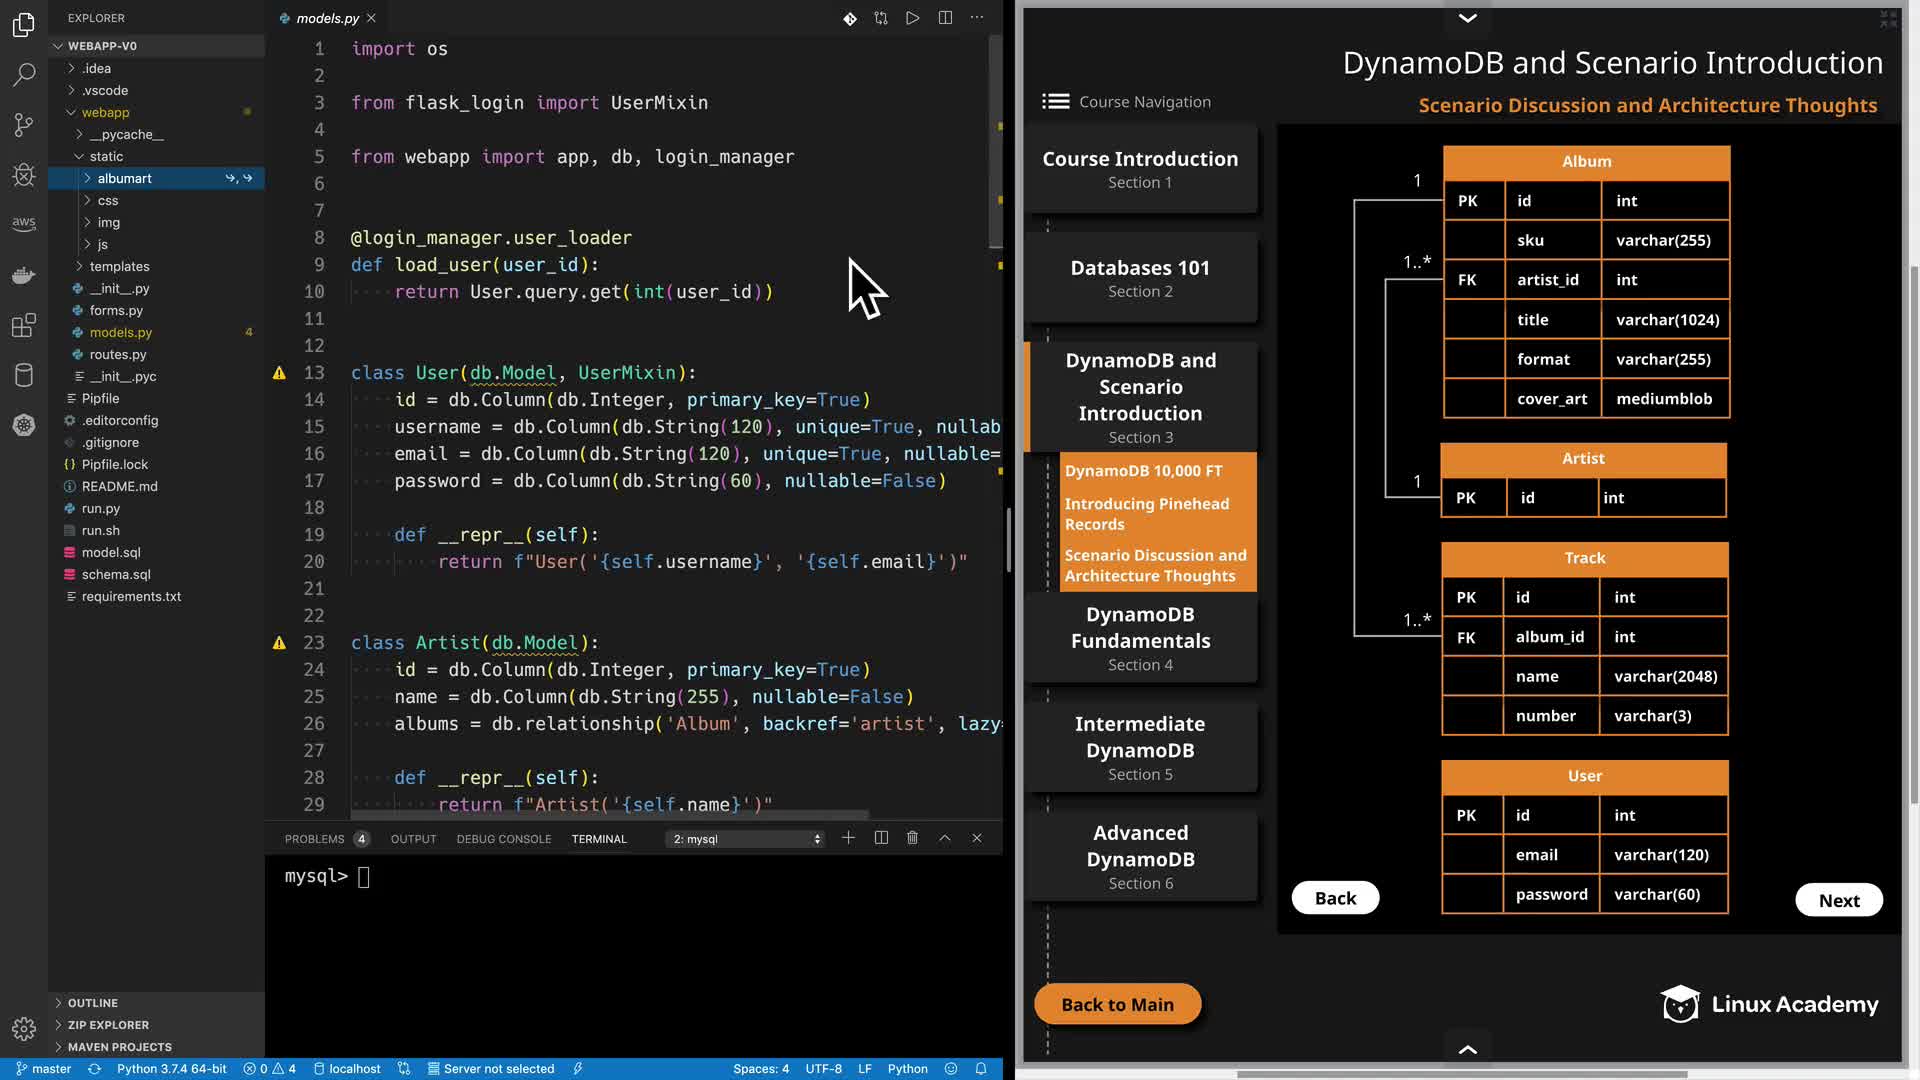 EXPLORER
WEBAPP-V0
.idea
.vscode
webapp
__pycache__
static
albumart
css
img
js
templates
__init__.py
forms.py
models.py 4
routes.py
__init__.pyc
Pipfile
.editorconfig
.gitignore
Pipfile.lock
README.md
run.py
run.sh
model.sql
schema.sql
requirements.txt
OUTLINE
ZIP EXPLORER
MAVEN PROJECTS
aws
models.py
1 import os
2
3 from flask_login import UserMixin
4
5 from webapp import app, db, login_manager
6
7
8 @login_manager.user_loader
9 def load_user(user_id):
10 return User.query.get(int(user_id))
11
12
13 class User(db.Model, UserMixin):
14 id = db.Column(db.Integer, primary_key=True)
15 username = db.Column(db.String(120), unique=True, nullab
16 email = db.Column(db.String(120), unique=True, nullable=
17 password = db.Column(db.String(60), nullable=False)
18
19 def __repr__(self):
20 return f"User('{self.username}', '{self.email}')"
21
22
23 class Artist(db.Model):
24 id = db.Column(db.Integer, primary_key=True)
25 name = db.Column(db.String(255), nullable=False)
26 albums = db.relationship('Album', backref='artist', lazy=
27
28 def __repr__(self):
29 return f"Artist('{self.name}')"
PROBLEMS 4 OUTPUT DEBUG CONSOLE TERMINAL 2: mysql
mysql>
master Python 3.7.4 64-bit 0 4 localhost Server not selected Spaces: 4 UTF-8 LF Python
DynamoDB and Scenario Introduction
Scenario Discussion and Architecture Thoughts
Course Navigation
Course Introduction
Section 1
Databases 101
Section 2
DynamoDB and
Scenario
Introduction
Section 3
DynamoDB 10,000 FT
Introducing Pinehead
Records
Scenario Discussion and
Architecture Thoughts
DynamoDB
Fundamentals
Section 4
Intermediate
DynamoDB
Section 5
Advanced
DynamoDB
Section 6
Back to Main
Album
1 PK id int
sku varchar(255)
1..* FK artist_id int
title varchar(1024)
format varchar(255)
cover_art mediumblob
Artist
1 PK id int
Track
PK id int
1..* FK album_id int
name varchar(2048)
number varchar(3)
User
PK id int
email varchar(120)
password varchar(60)
Back
Next
Linux Academy